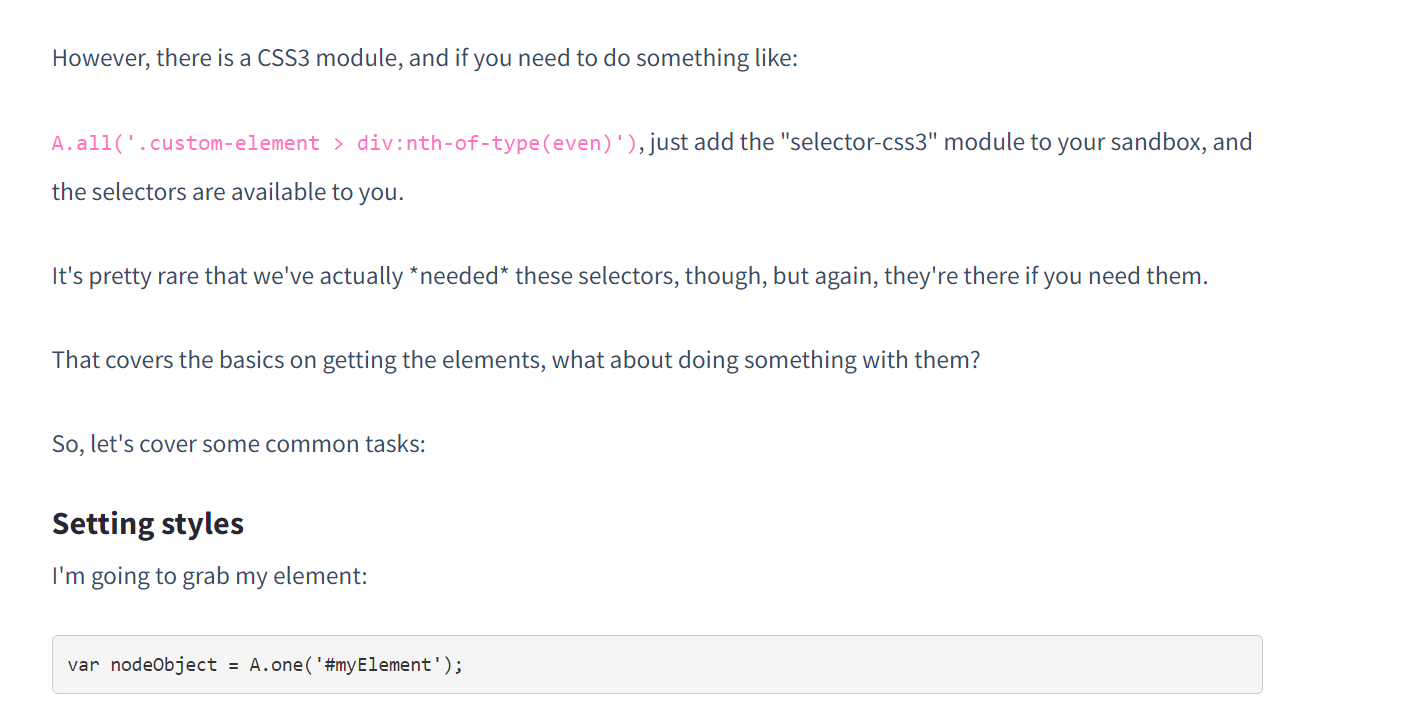 However, there is a CSS3 module, and if you need to do something like:
A.all('.custom-element > div:nth-of-type(even)'), just add the "selector-css3" module to your sandbox, and
the selectors are available to you.
It's pretty rare that we've actually *needed* these selectors, though, but again, they're there if you need them.
That covers the basics on getting the elements, what about doing something with them?
So, let's cover some common tasks:
Setting styles
I'm going to grab my element:
var nodeObject = A.one('#myElement');